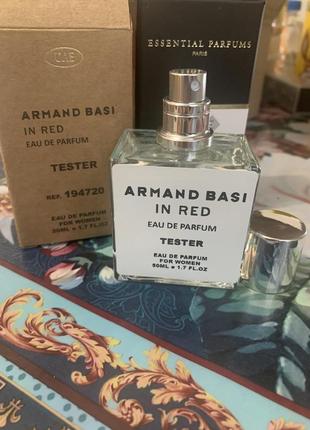 UAE
ARMAND BASI
IN RED
EAU DE PARFUM
TESTER
REF. 194720
EAU DE PARFUM
FOR WOMEN
50ML e 1.7 FL.OZ
ESSENTIAL PARFUMS
PARIS
ARMAND BASI
IN RED
EAU DE PARFUM
TESTER
EAU DE PARFUM
FOR WOMEN
50ML e 1.7 FL.OZ